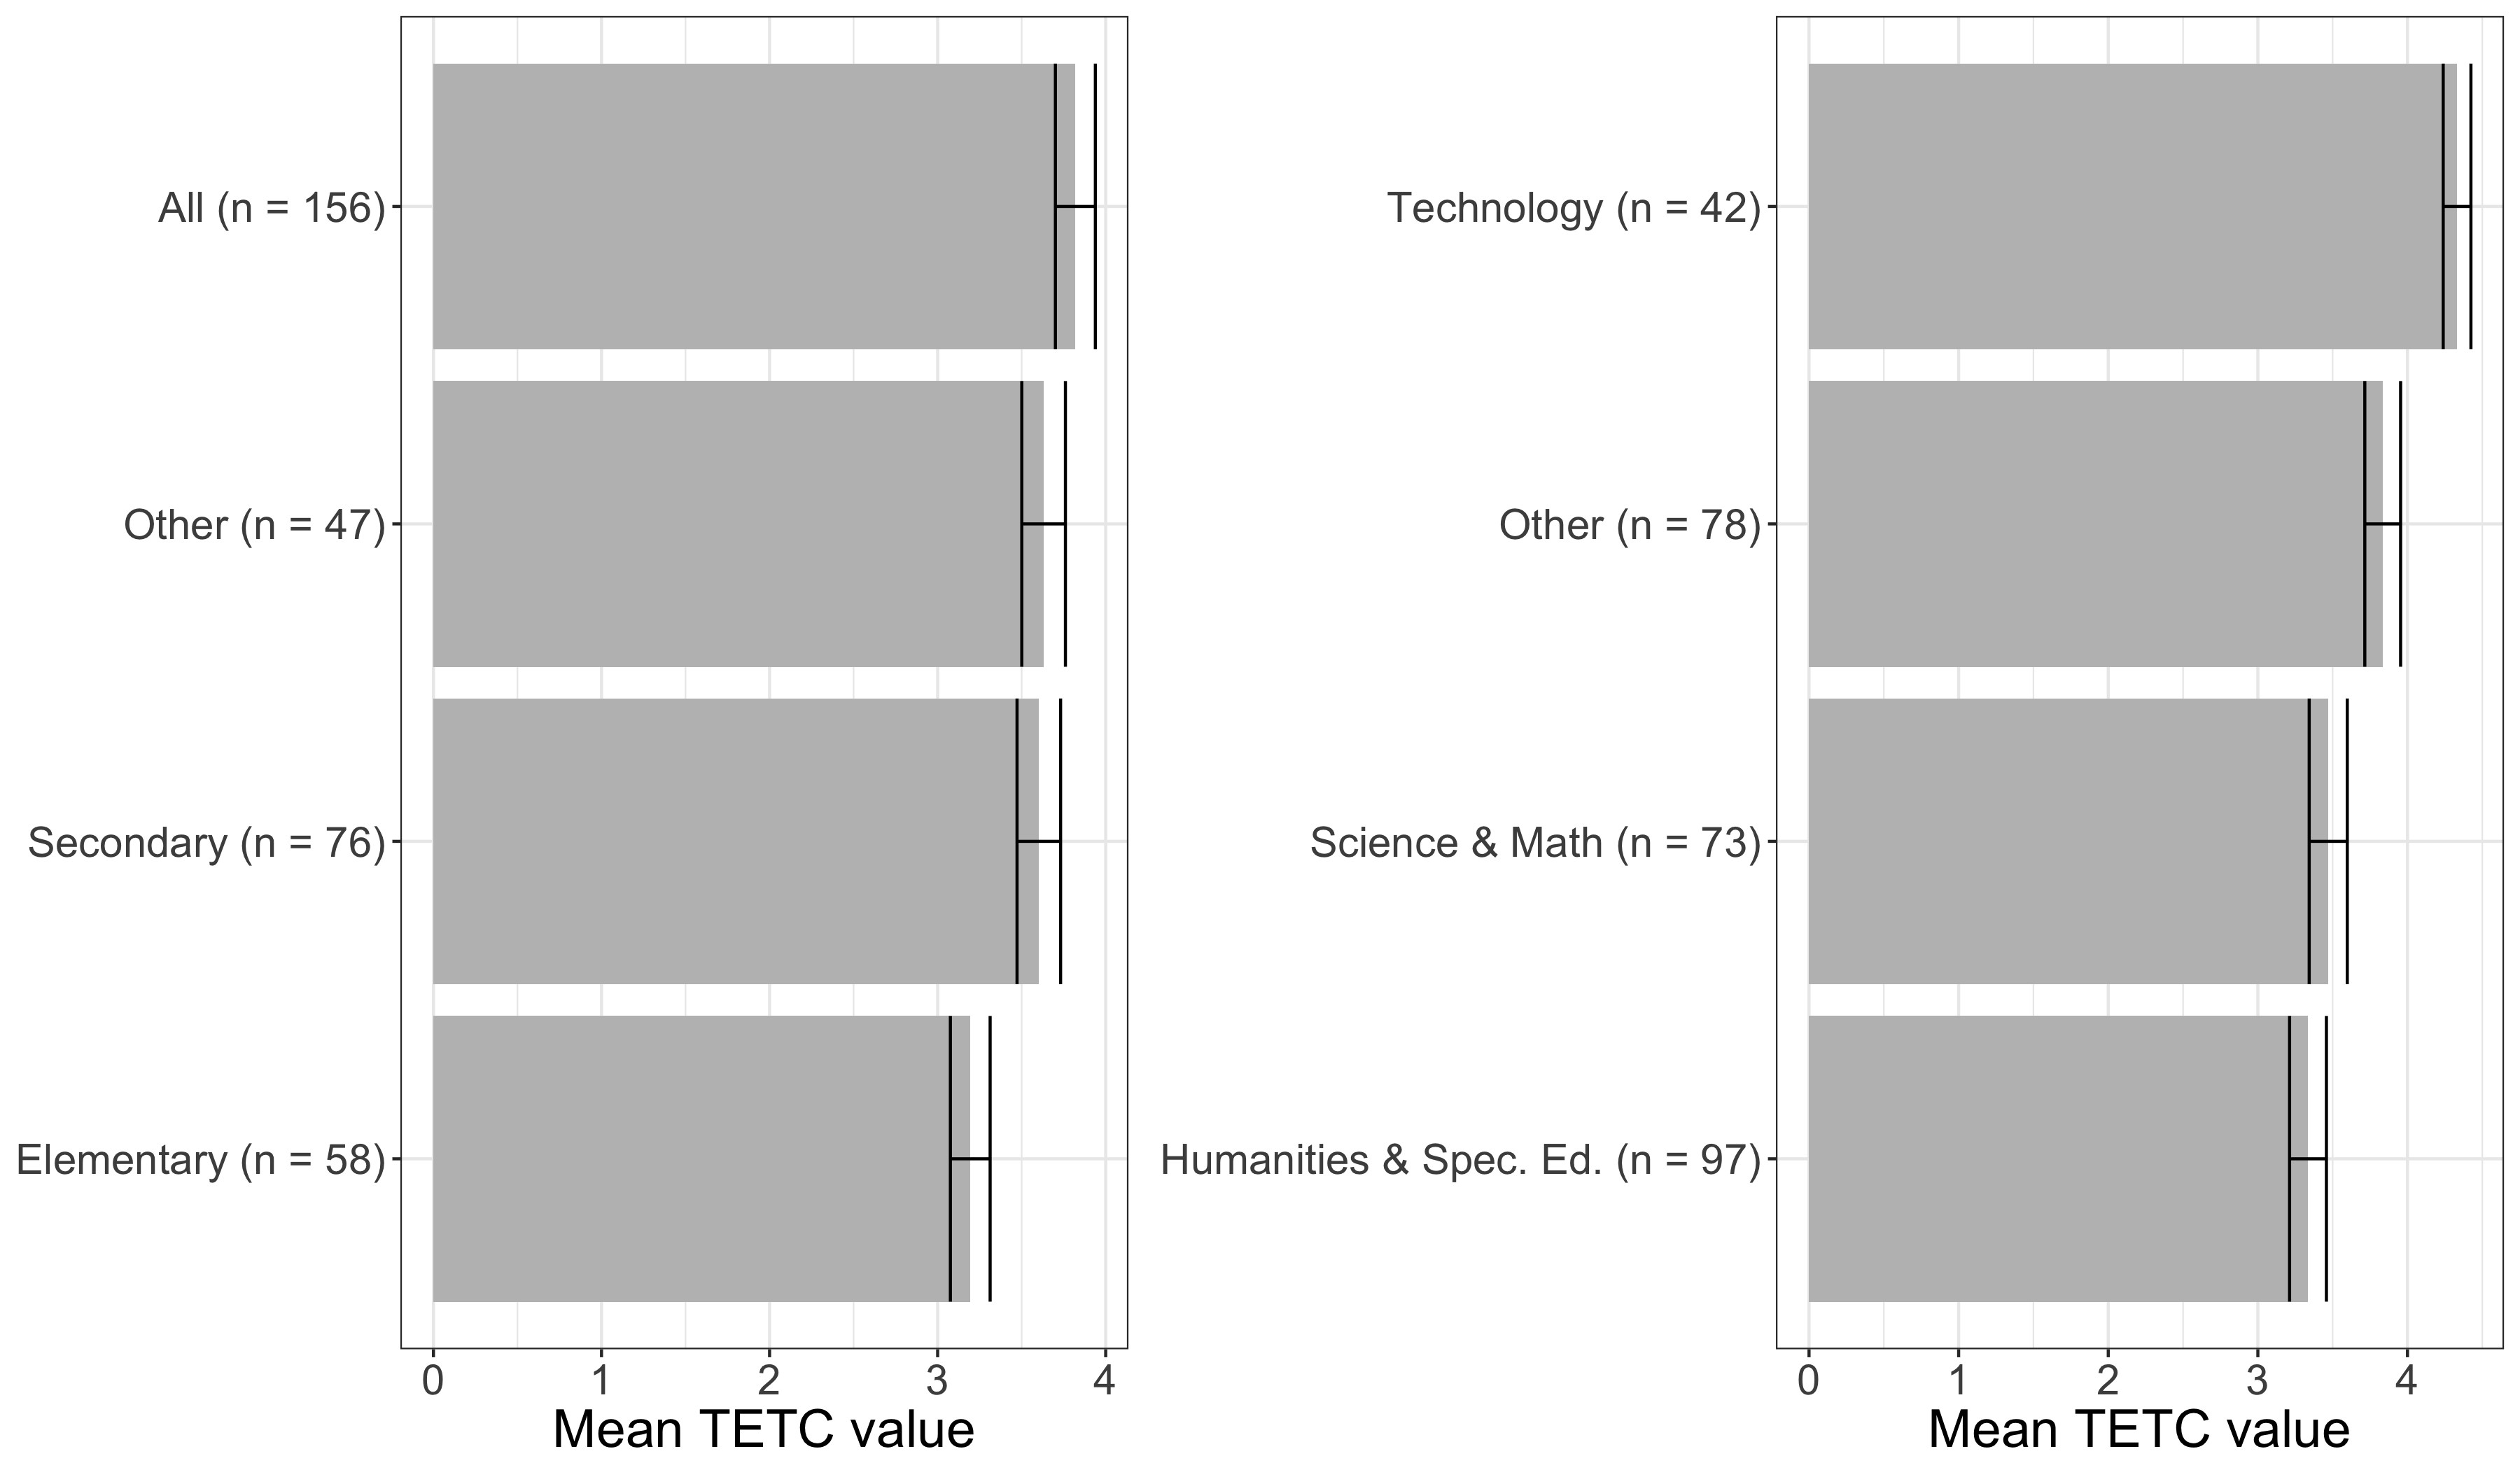 All (n = 156)
Other (n = 47)
Secondary (n = 76)
Elementary (n = 58)
0 1 2 3 4
Mean TETC value
Technology (n = 42)
Other (n = 78)
Science & Math (n = 73)
Humanities & Spec. Ed. (n = 97)
0 1 2 3 4
Mean TETC value